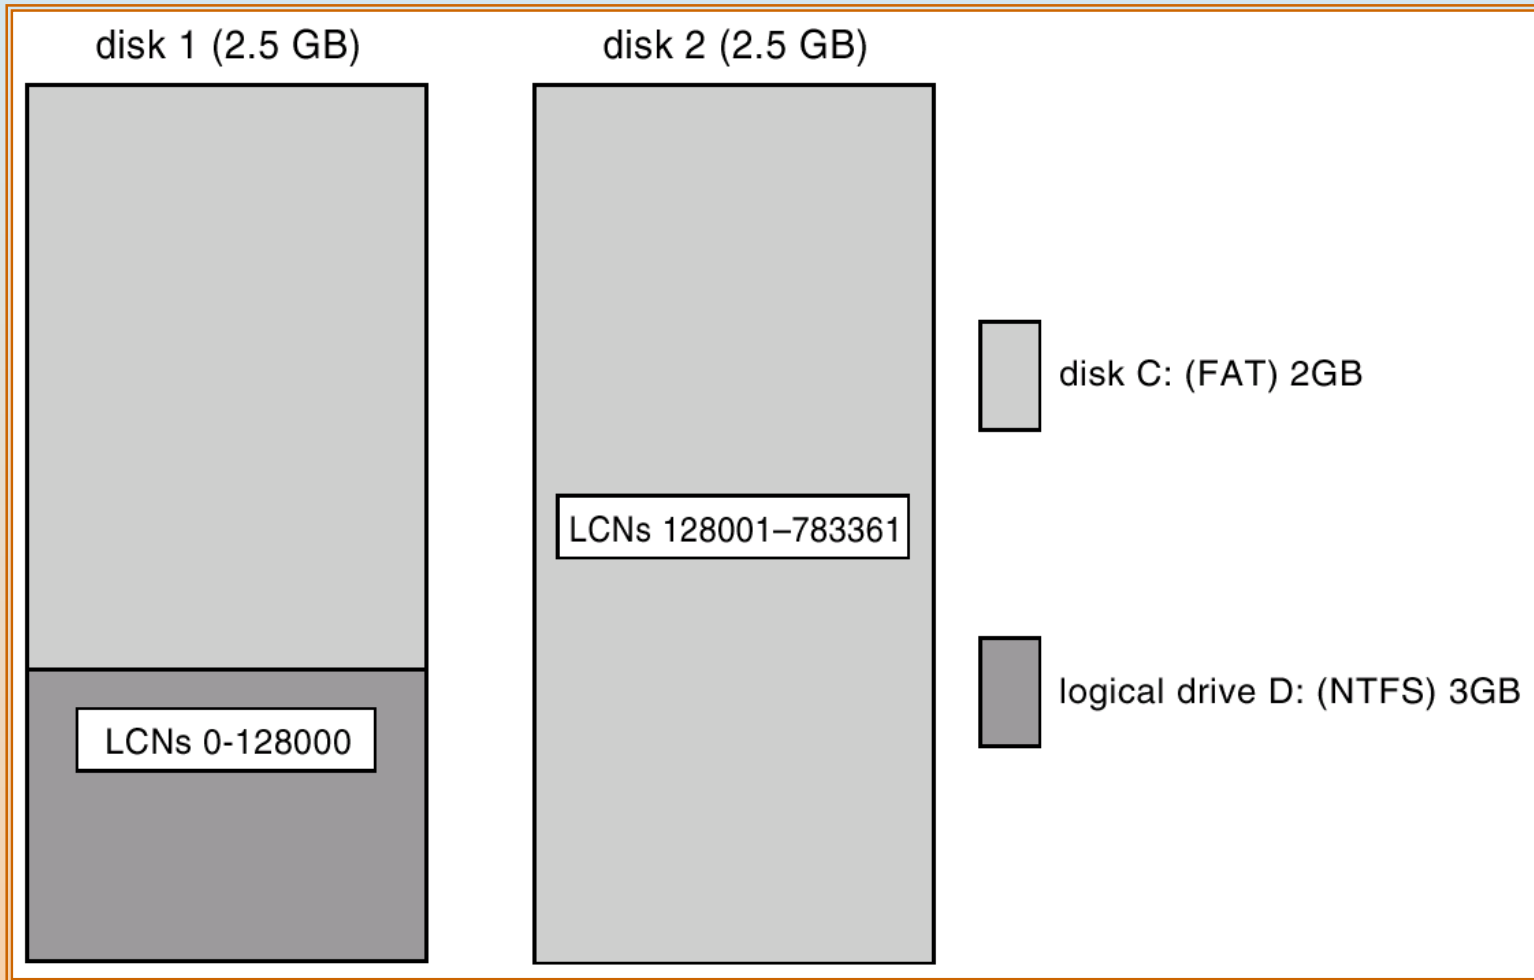 disk 1 (2.5 GB)
disk 2 (2.5 GB)
disk C: (FAT) 2GB
LCNs 128001–783361
logical drive D: (NTFS) 3GB
LCNs 0-128000